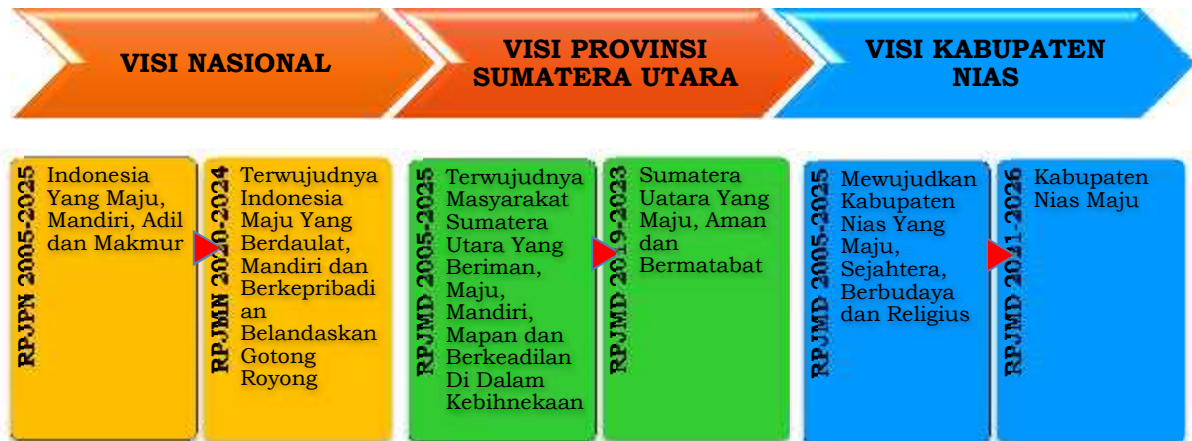 VISI NASIONAL
VISI PROVINSI
SUMATERA UTARA
VISI KABUPATEN
NIAS
RPJPN 2005-2025
Indonesia
Yang Maju,
Mandiri, Adil
dan Makmur
RPJMN 2020-2024
Terwujudnya
Indonesia
Maju Yang
Berdaulat,
Mandiri dan
Berkepribadi
an
Belandaskan
Gotong
Royong
RPJMD 2005-2025
Terwujudnya
Masyarakat
Sumatera
Utara Yang
Beriman,
Maju,
Mandiri,
Mapan dan
Berkeadilan
Di Dalam
Kebihnekaan
RPJMD 2019-2023
Sumatera
Uatara Yang
Maju, Aman
dan
Bermatabat
RPJMD 2005-2025
Mewujudkan
Kabupaten
Nias Yang
Maju,
Sejahtera,
Berbudaya
dan Religius
RPJMD 2021-2026
Kabupaten
Nias Maju